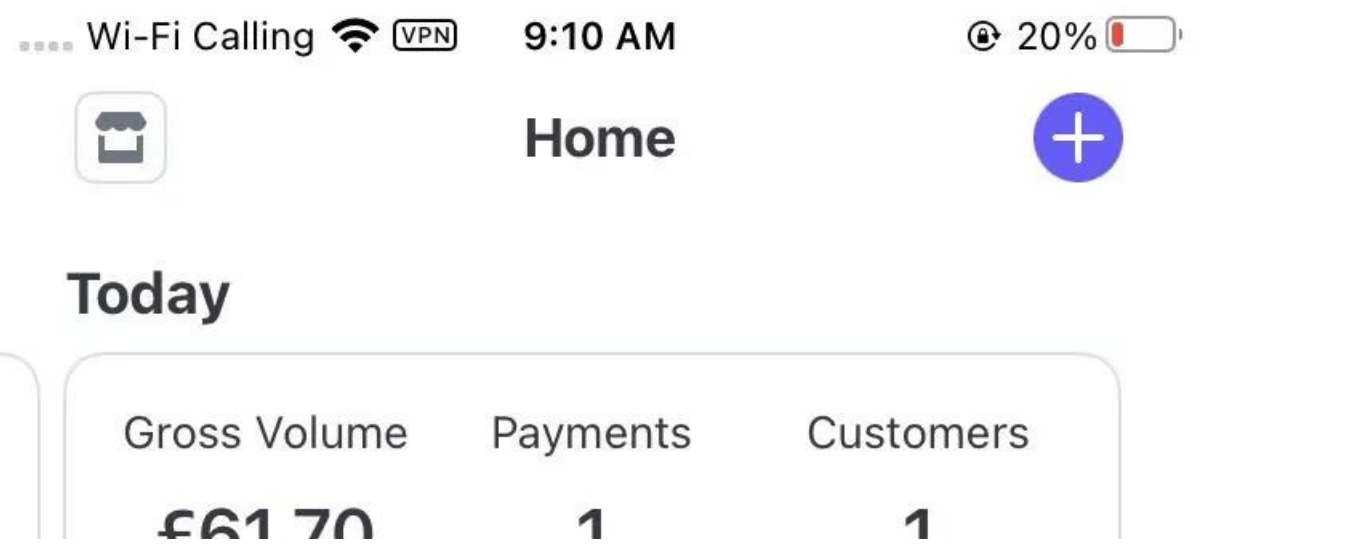 Wi-Fi Calling VPN 9:10 AM 20%
Home
Today
Gross Volume Payments Customers
61.70 1 1